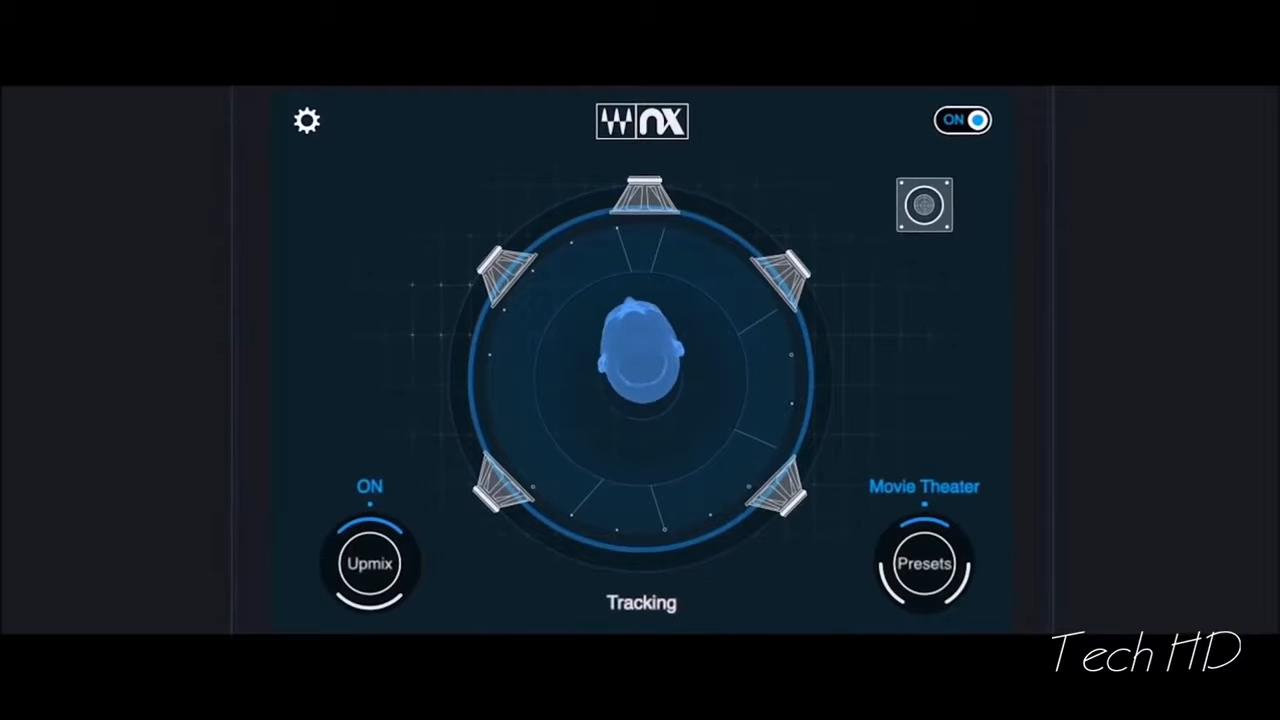 nx
ON
ON
Movie Theater
Upmix
Presets
Tracking
Tech HD